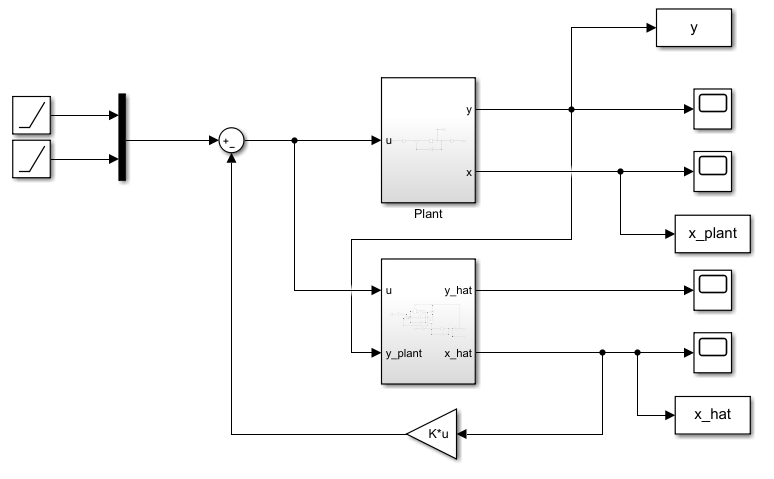 y
y
u
x
+_
Plant
x_plant
u
y_hat
y_plant
x_hat
x_hat
K*u